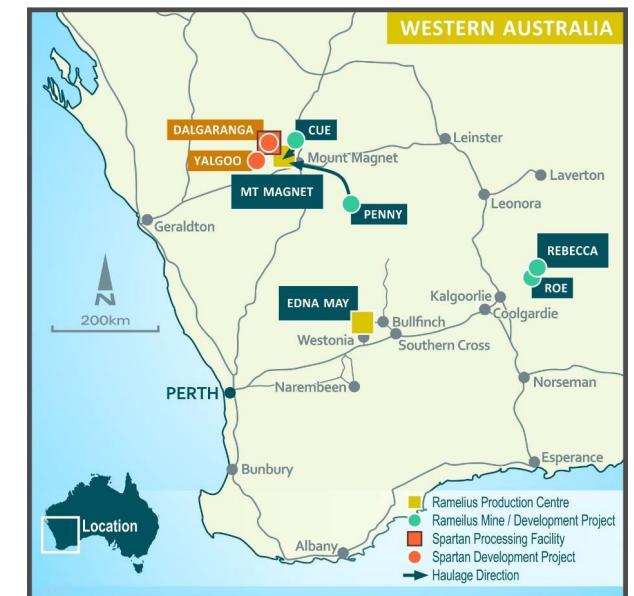 WESTERN AUSTRALIA
DALGARANGA
CUE
Leinster
YALGOO
Mount Magnet
Laverton
MT MAGNET
Leonora
PENNY
Geraldton
REBECCA
N
EDNA MAY
Kalgoorlie
ROE
200km
Bullfinch
Coolgardie
Westonia
Southern Cross
PERTH
Narembeen
Norseman
Esperance
Bunbury
Ramelius Production Centre
Rameilus Mine / Development Project
Location
Spartan Processing Facility
Albany
Spartan Development Project
Haulage Direction